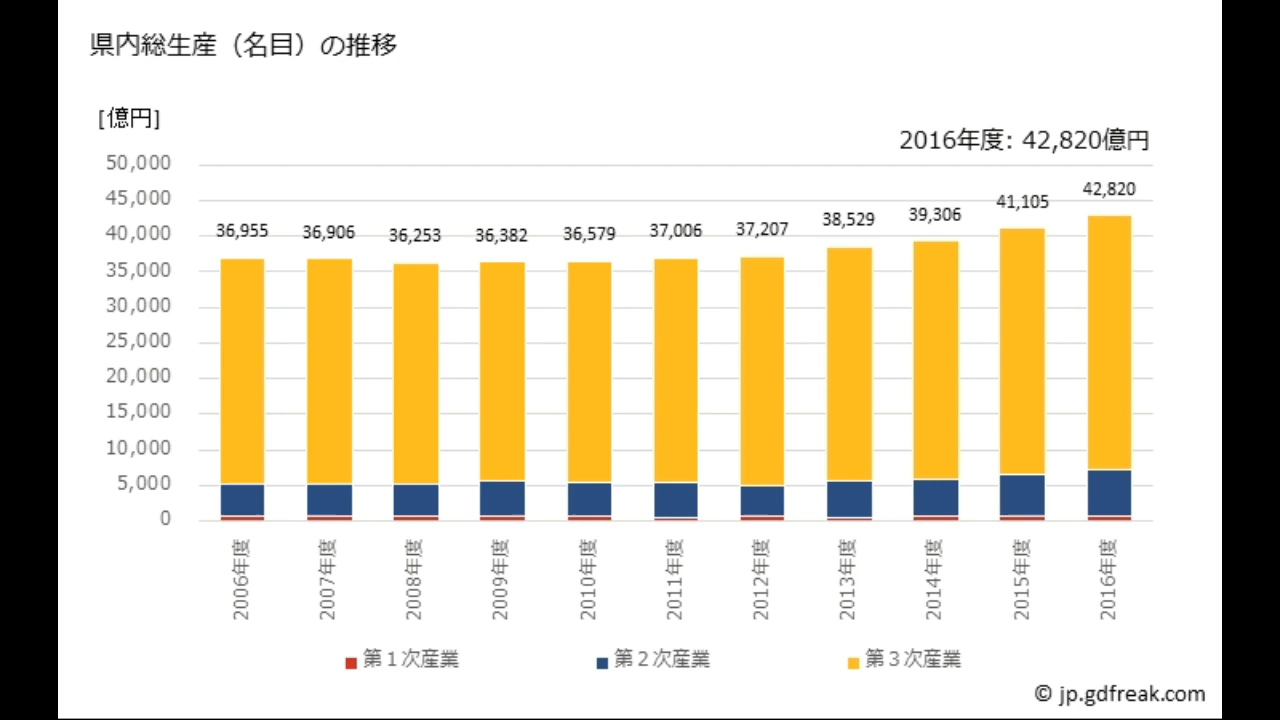 県内総生産（名目）の推移
[億円]
2016年度: 42,820億円
50,000
45,000
40,000
35,000
30,000
25,000
20,000
15,000
10,000
5,000
0
36,955 36,906 36,253 36,382 36,579 37,006 37,207 38,529 39,306 41,105 42,820
2006年度 2007年度 2008年度 2009年度 2010年度 2011年度 2012年度 2013年度 2014年度 2015年度 2016年度
第１次産業 第２次産業 第３次産業
© jp.gdfreak.com